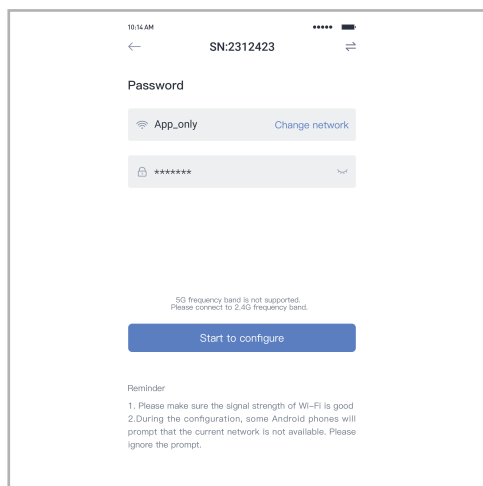 10:14 AM
SN:2312423
Password
App_only Change network
*******
5G frequency band is not supported.
Please connect to 2.4G frequency band.
Start to configure
Reminder
1. Please make sure the signal strength of Wi-Fi is good
2.During the configuration, some Android phones will
prompt that the current network is not available. Please
ignore the prompt.